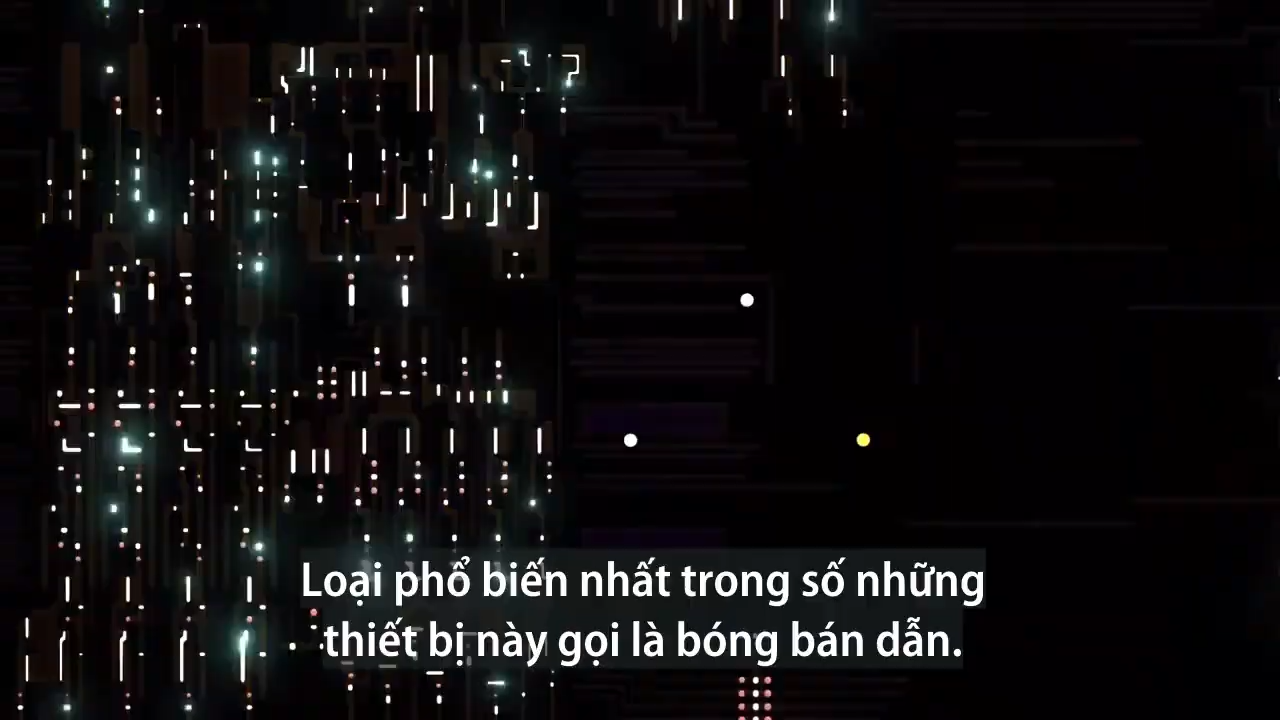 Loại phổ biến nhất trong số những
thiết bị này gọi là bóng bán dẫn.